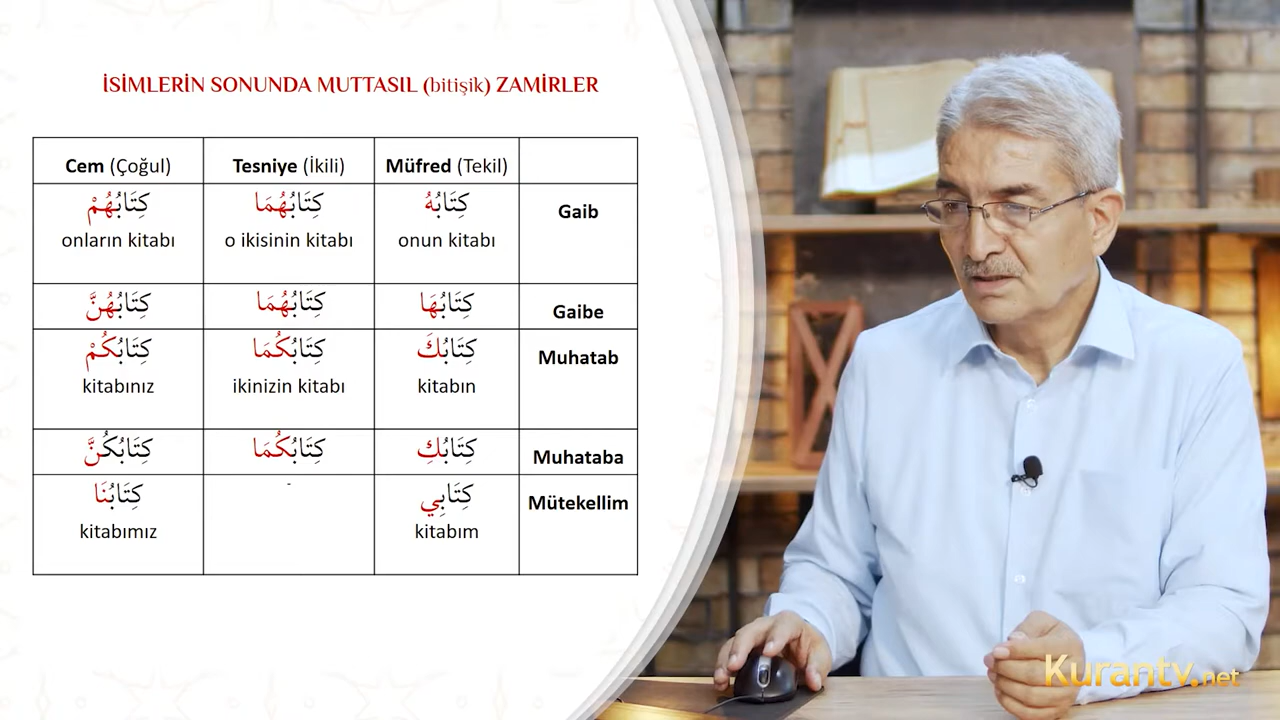 İSİMLERİN SONUNDA MUTTASIL (bitişik) ZAMİRLER
Cem (Çoğul) Tesniye (İkili) Müfred (Tekil)
كِتَابُهُمْ كِتَابُهُمَا كِتَابُهُ Gaib
onların kitabı o ikisinin kitabı onun kitabı
كِتَابُهُنَّ كِتَابُهُمَا كِتَابُهَا Gaibe
كِتَابُكُمْ كِتَابُكُمَا كِتَابُكَ Muhatab
kitabınız ikinizin kitabı kitabın
كِتَابُكُنَّ كِتَابُكُمَا كِتَابُكِ Muhataba
كِتَابُنَا - كِتَابِي Mütekellim
kitabımız kitabım
Kurantv.net